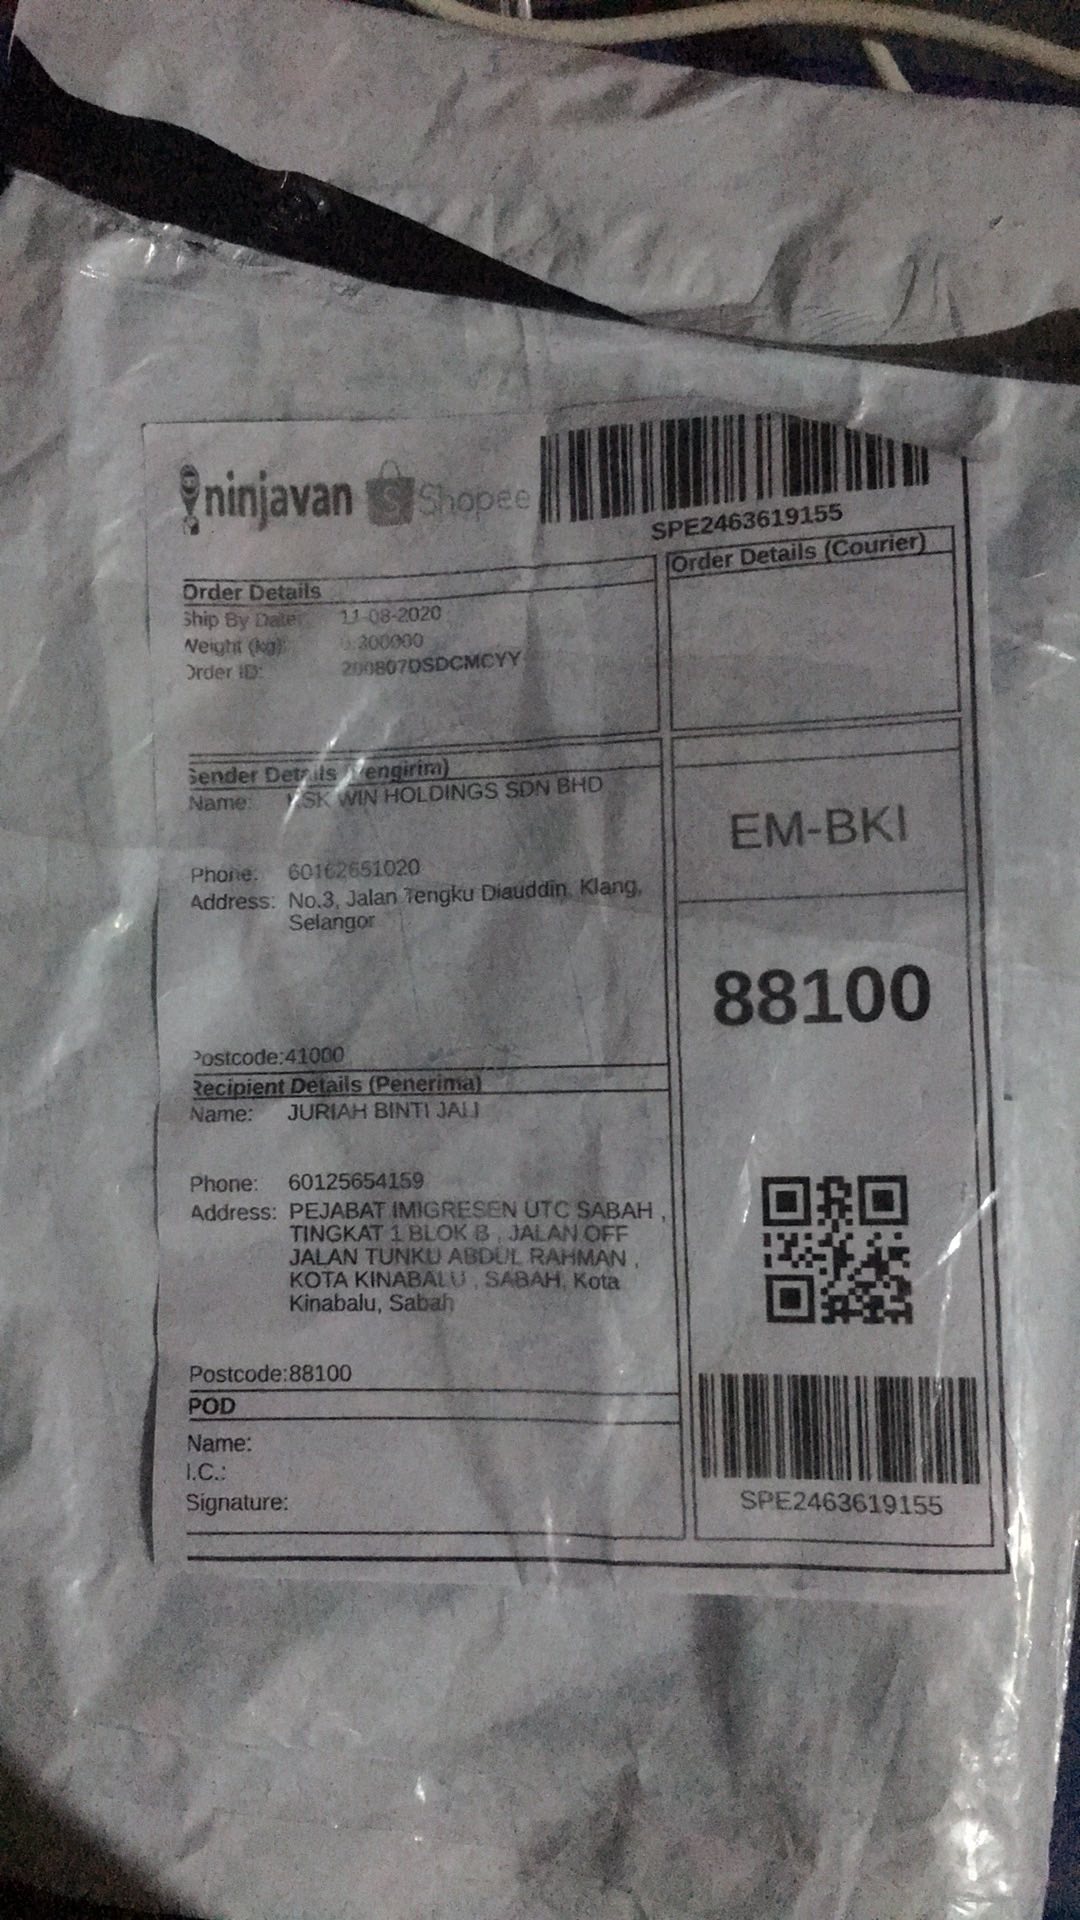 ninjavan Shopee
SPE2463619155
Order Details
Ship By Date: 11-08-2020
Weight (kg): 0.200000
Order ID: 200807DSDCMCYY
Order Details (Courier)
Sender Details (Pengirim)
Name: WIN HOLDINGS SDN BHD
Phone: 60162651020
Address: No.3, Jalan Tengku Diauddin, Klang,
Selangor
Postcode:41000
EM-BKI
88100
Recipient Details (Penerima)
Name: JURIAH BINTI JALI
Phone: 60125654159
Address: PEJABAT IMIGRESEN UTC SABAH ,
TINGKAT 1 BLOK B , JALAN OFF
JALAN TUNKU ABDUL RAHMAN ,
KOTA KINABALU , SABAH, Kota
Kinabalu, Sabah
Postcode:88100
POD
Name:
I.C.:
Signature:
SPE2463619155